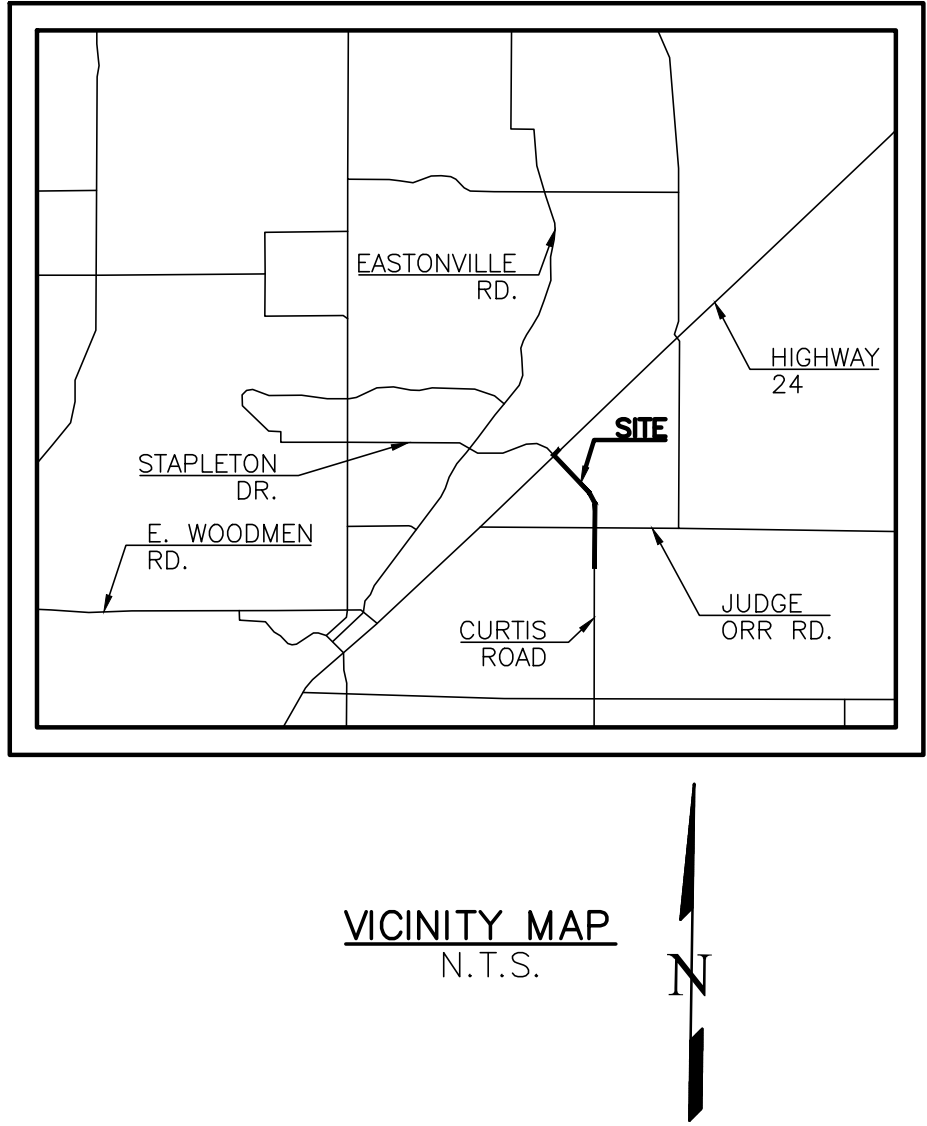 EASTONVILLE
RD.
HIGHWAY
24
SITE
STAPLETON
DR.
E. WOODMEN
RD.
JUDGE
ORR RD.
CURTIS
ROAD
VICINITY MAP
N.T.S.
N